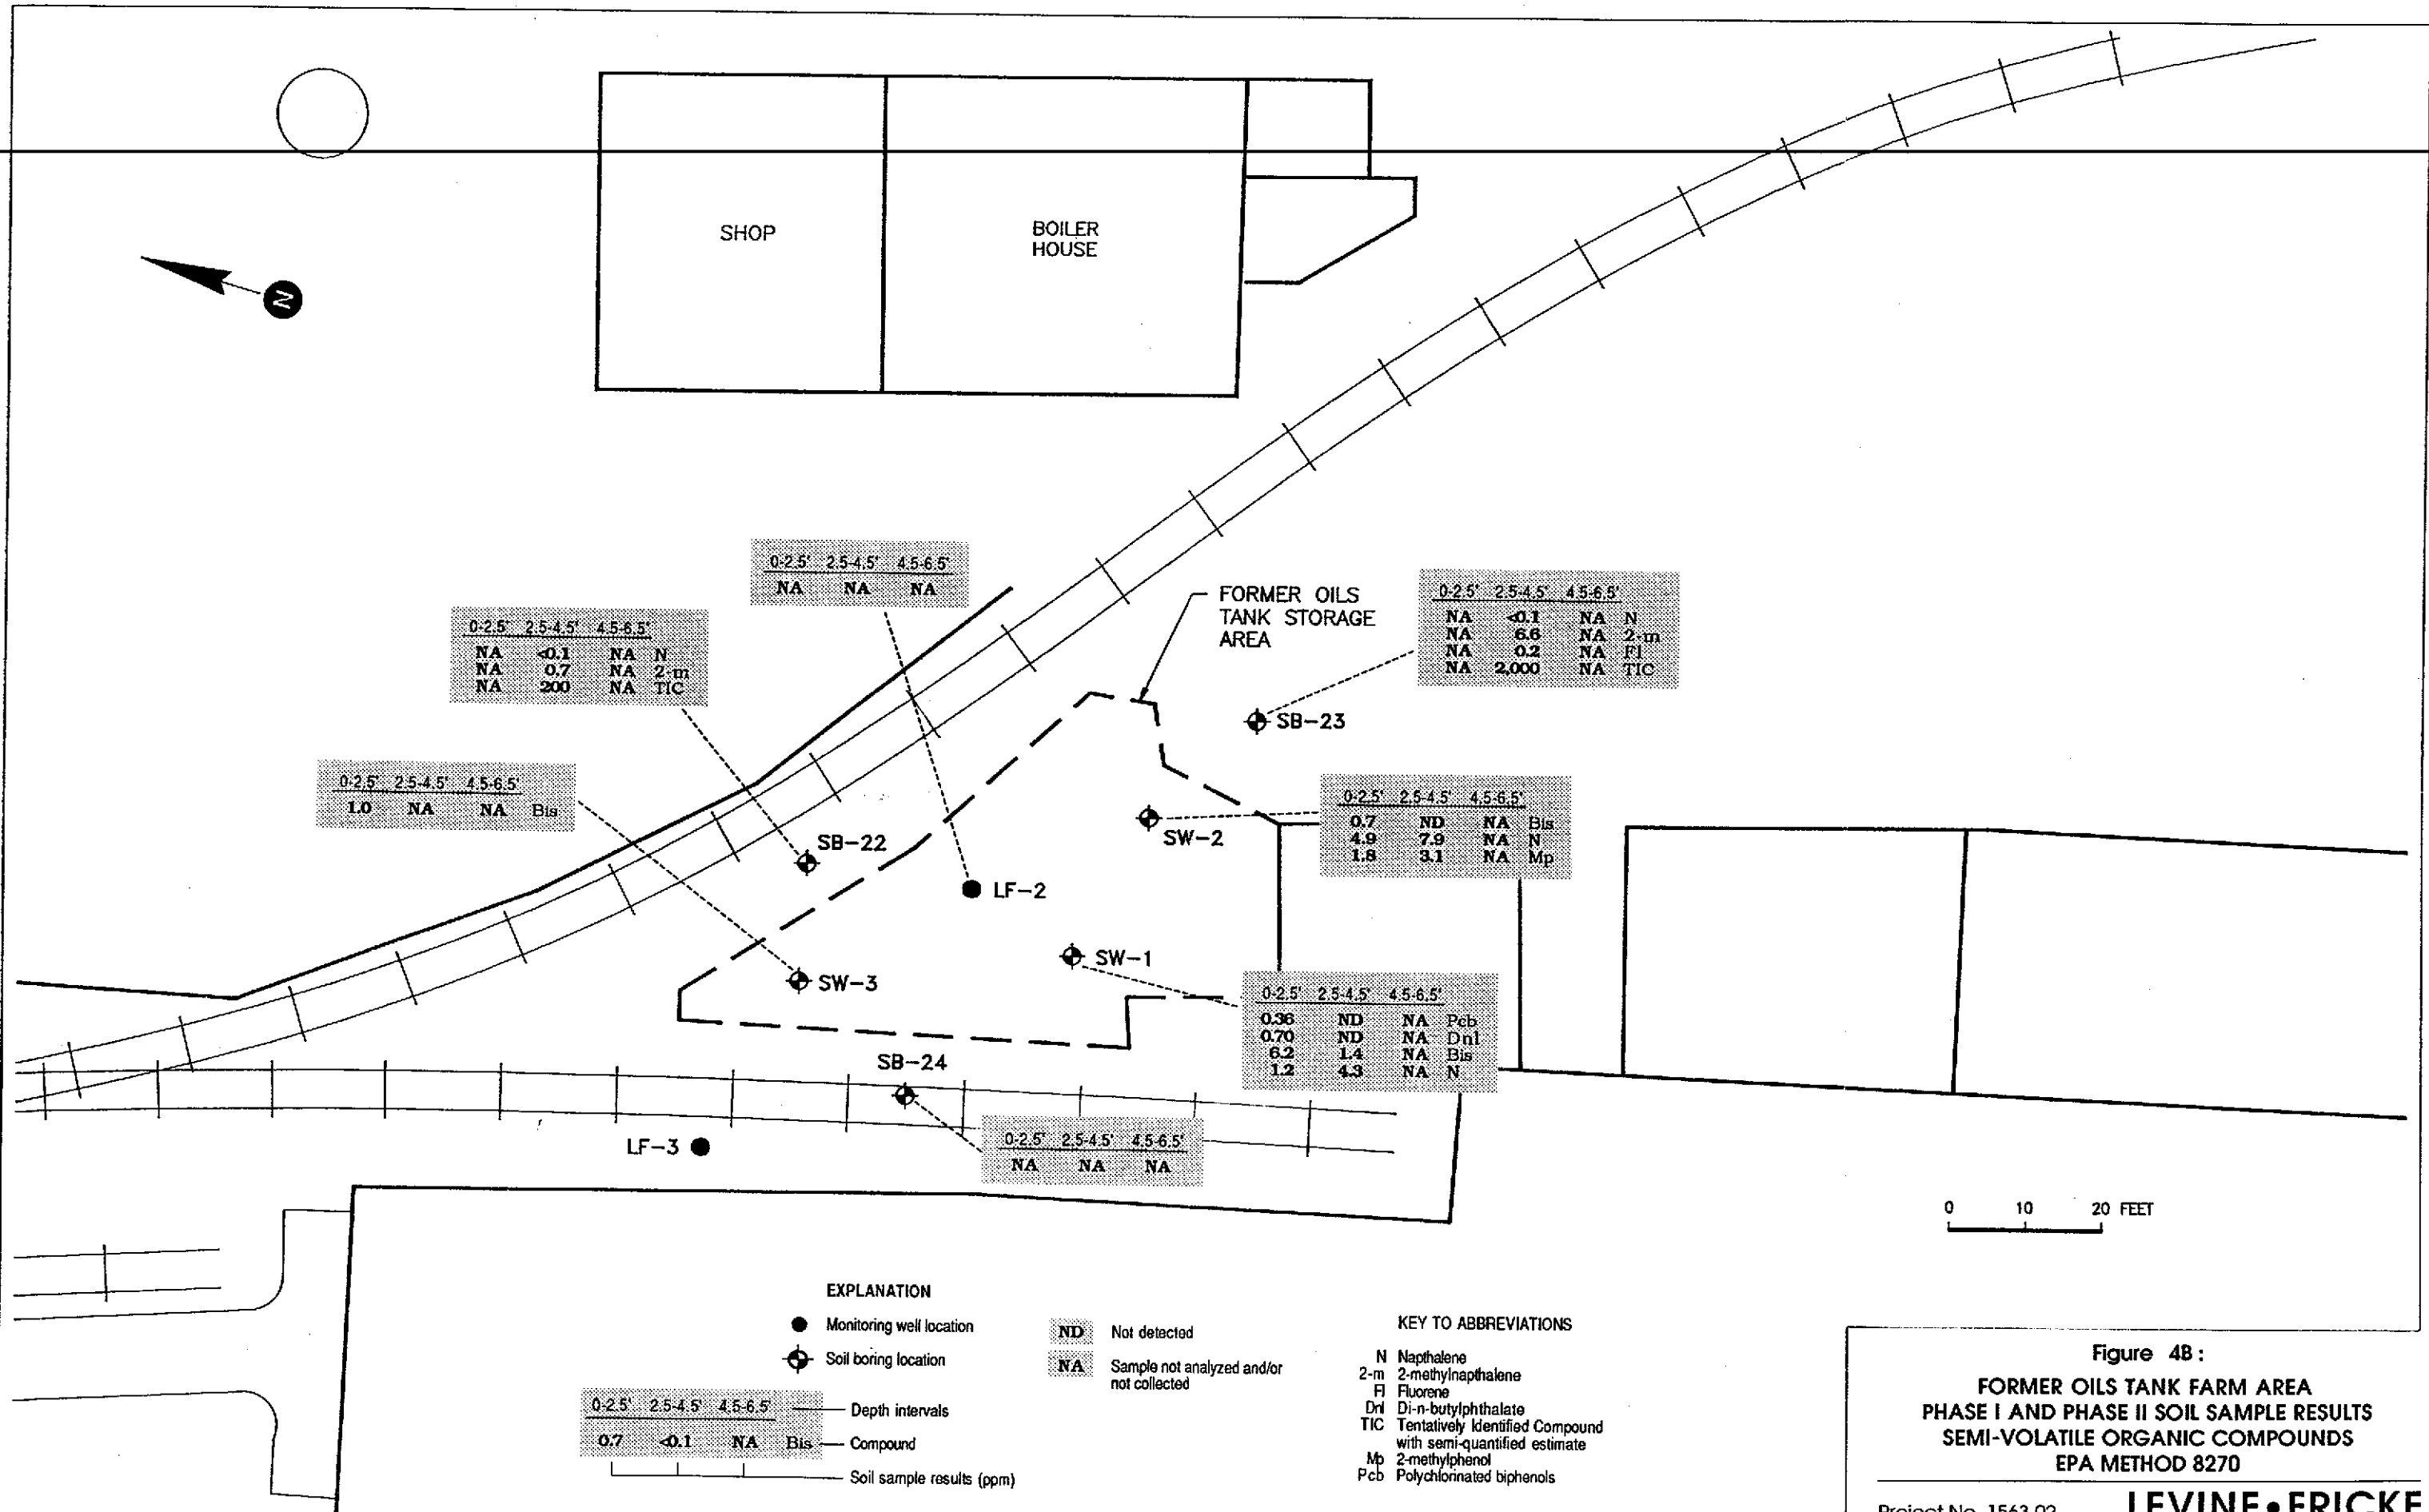 SHOP
BOILER
HOUSE
N
0-2.5' 2.5-4.5' 4.5-6.5'
NA NA NA
FORMER OILS
TANK STORAGE
AREA
0-2.5' 2.5-4.5' 4.5-6.5'
NA <0.1 NA N
NA 6.6 NA 2-m
NA 0.2 NA Fl
NA 2,000 NA TIC
0-2.5' 2.5-4.5' 4.5-6.5'
NA <0.1 NA N
NA 0.7 NA 2-m
NA 200 NA TIC
SB-23
0-2.5' 2.5-4.5' 4.5-6.5'
1.0 NA NA Bis
0-2.5' 2.5-4.5' 4.5-6.5'
0.7 ND NA Bis
4.9 7.9 NA N
1.8 3.1 NA Mp
SW-2
SB-22
LF-2
SW-1
SW-3
0-2.5' 2.5-4.5' 4.5-6.5'
0.36 ND NA Pcb
0.70 ND NA Dnl
6.2 1.4 NA Bis
1.2 4.3 NA N
SB-24
LF-3
0-2.5' 2.5-4.5' 4.5-6.5'
NA NA NA
0 10 20 FEET
EXPLANATION
Monitoring well location
Soil boring location
ND Not detected
NA Sample not analyzed and/or
not collected
0-2.5' 2.5-4.5' 4.5-6.5' Depth intervals
0.7 <0.1 NA Bis Compound
Soil sample results (ppm)
KEY TO ABBREVIATIONS
N Napthalene
2-m 2-methylnapthalene
Fl Fluorene
Dnl Di-n-butylphthalate
TIC Tentatively Identified Compound
with semi-quantified estimate
Mp 2-methylphenol
Pcb Polychlorinated biphenols
Figure 4B:
FORMER OILS TANK FARM AREA
PHASE I AND PHASE II SOIL SAMPLE RESULTS
SEMI-VOLATILE ORGANIC COMPOUNDS
EPA METHOD 8270
Project No. 1563.02
LEVINE•FRICKE